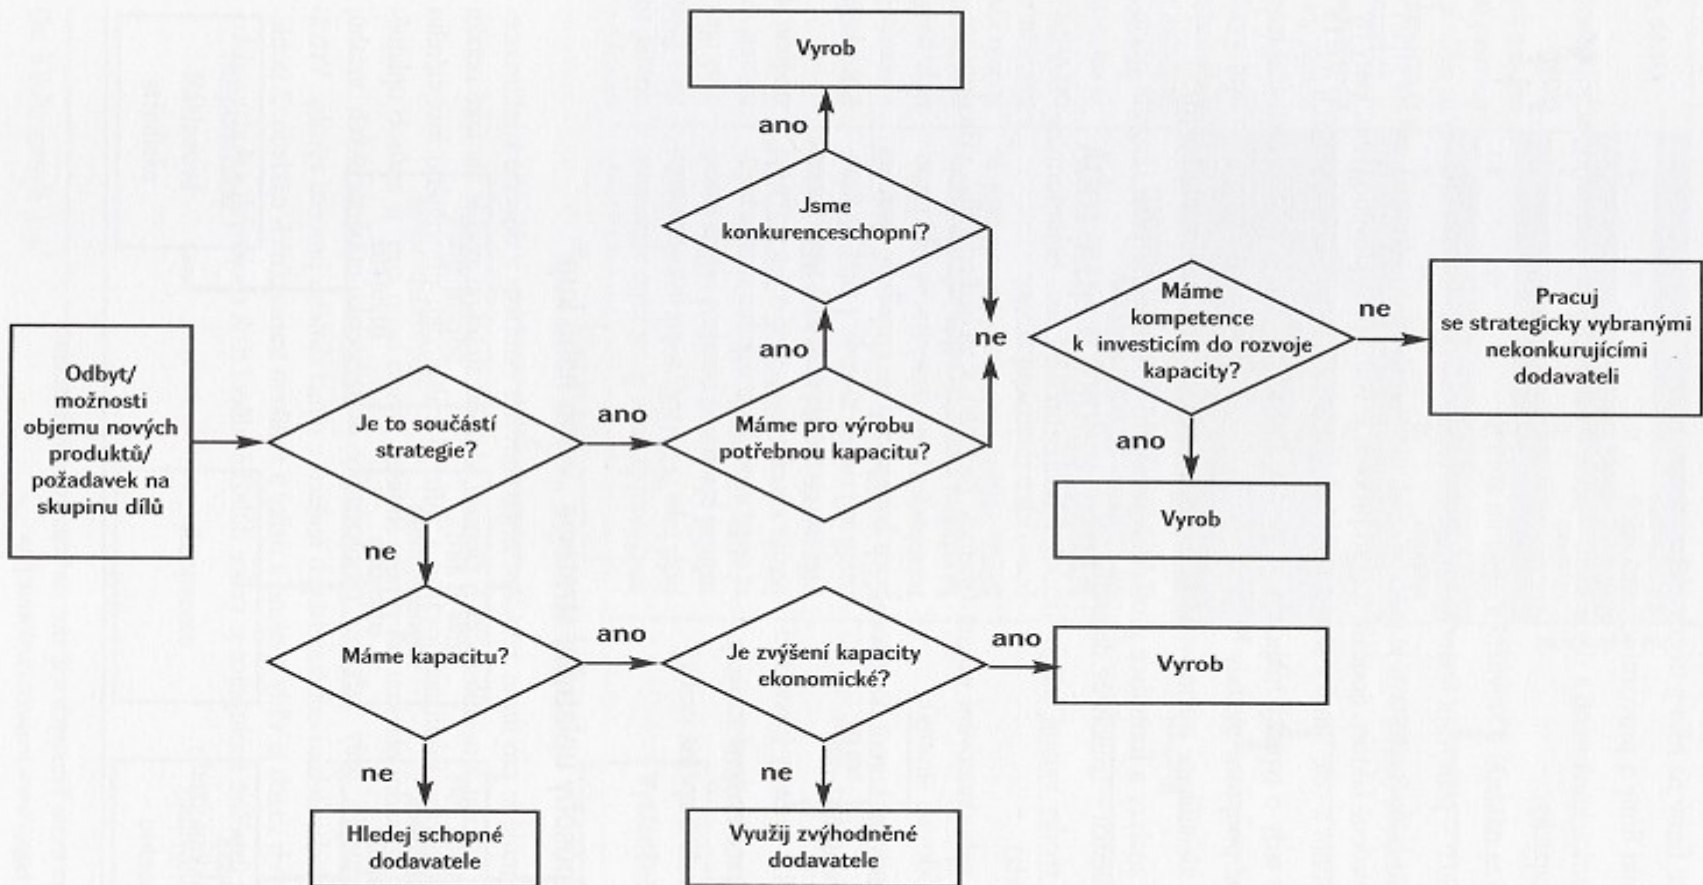 Vyrob
ano
Jsme
konkurenceschopní?
ne
Máme
kompetence
k investicím do rozvoje
kapacity?
ne
Pracuj
se strategicky vybranými
nekonkurujícími
dodavateli
ano
Vyrob
Odbyt/
možnosti
objemu nových
produktů/
požadavek na
skupinu dílů
Je to součástí
strategie?
ano
Máme pro výrobu
potřebnou kapacitu?
ano
ne
Máme kapacitu?
ano
Je zvýšení kapacity
ekonomické?
ano
Vyrob
ne
Hledej schopné
dodavatele
ne
Využij zvýhodněné
dodavatele